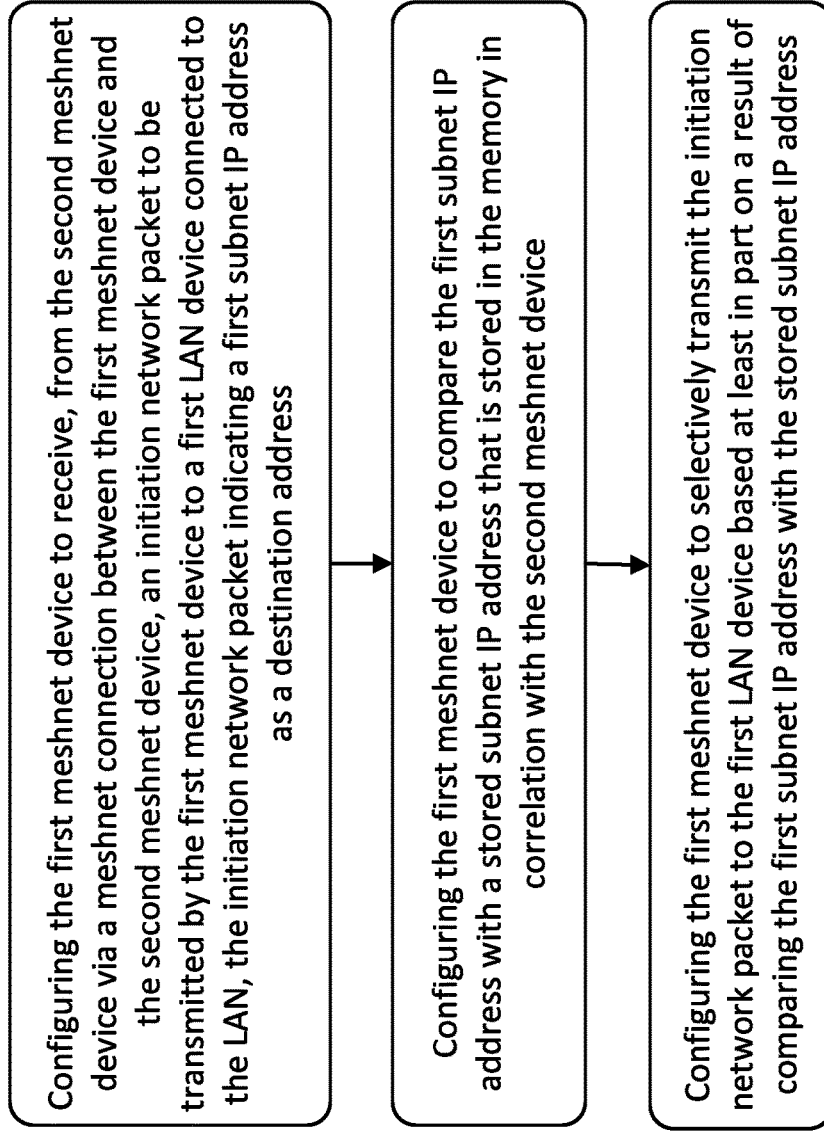 Configuring the first meshnet device to receive, from the second meshnet
device via a meshnet connection between the first meshnet device and
the second meshnet device, an initiation network packet to be
transmitted by the first meshnet device to a first LAN device connected to
the LAN, the initiation network packet indicating a first subnet IP address
as a destination address
Configuring the first meshnet device to compare the first subnet IP
address with a stored subnet IP address that is stored in the memory in
correlation with the second meshnet device
Configuring the first meshnet device to selectively transmit the initiation
network packet to the first LAN device based at least in part on a result of
comparing the first subnet IP address with the stored subnet IP address